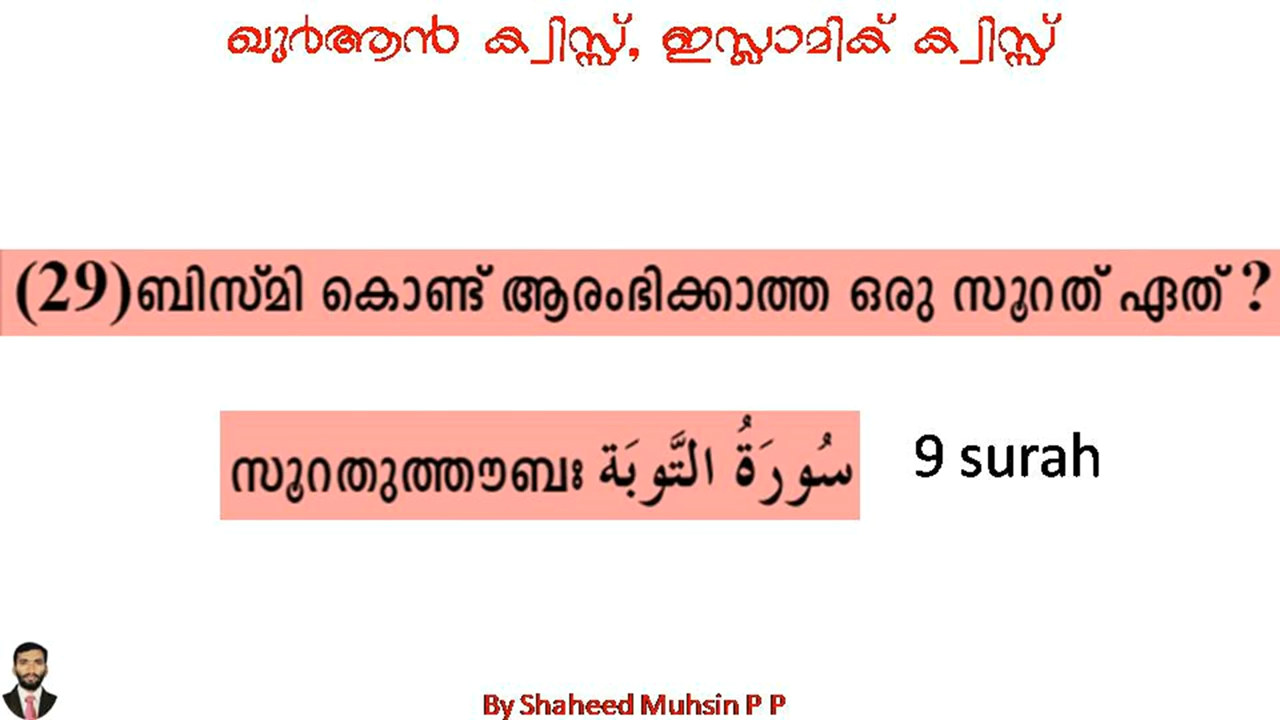 ഖുർആൻ ക്വിസ്സ്, ഇസ്ലാമിക് ക്വിസ്സ്
(29)ബിസ്മി കൊണ്ട് ആരംഭിക്കാത്ത ഒരു സൂറത് ഏത് ?
സൂറതുത്തൗബഃ سُورَةُ التَّوبَة 9 surah
By Shaheed Muhsin P P